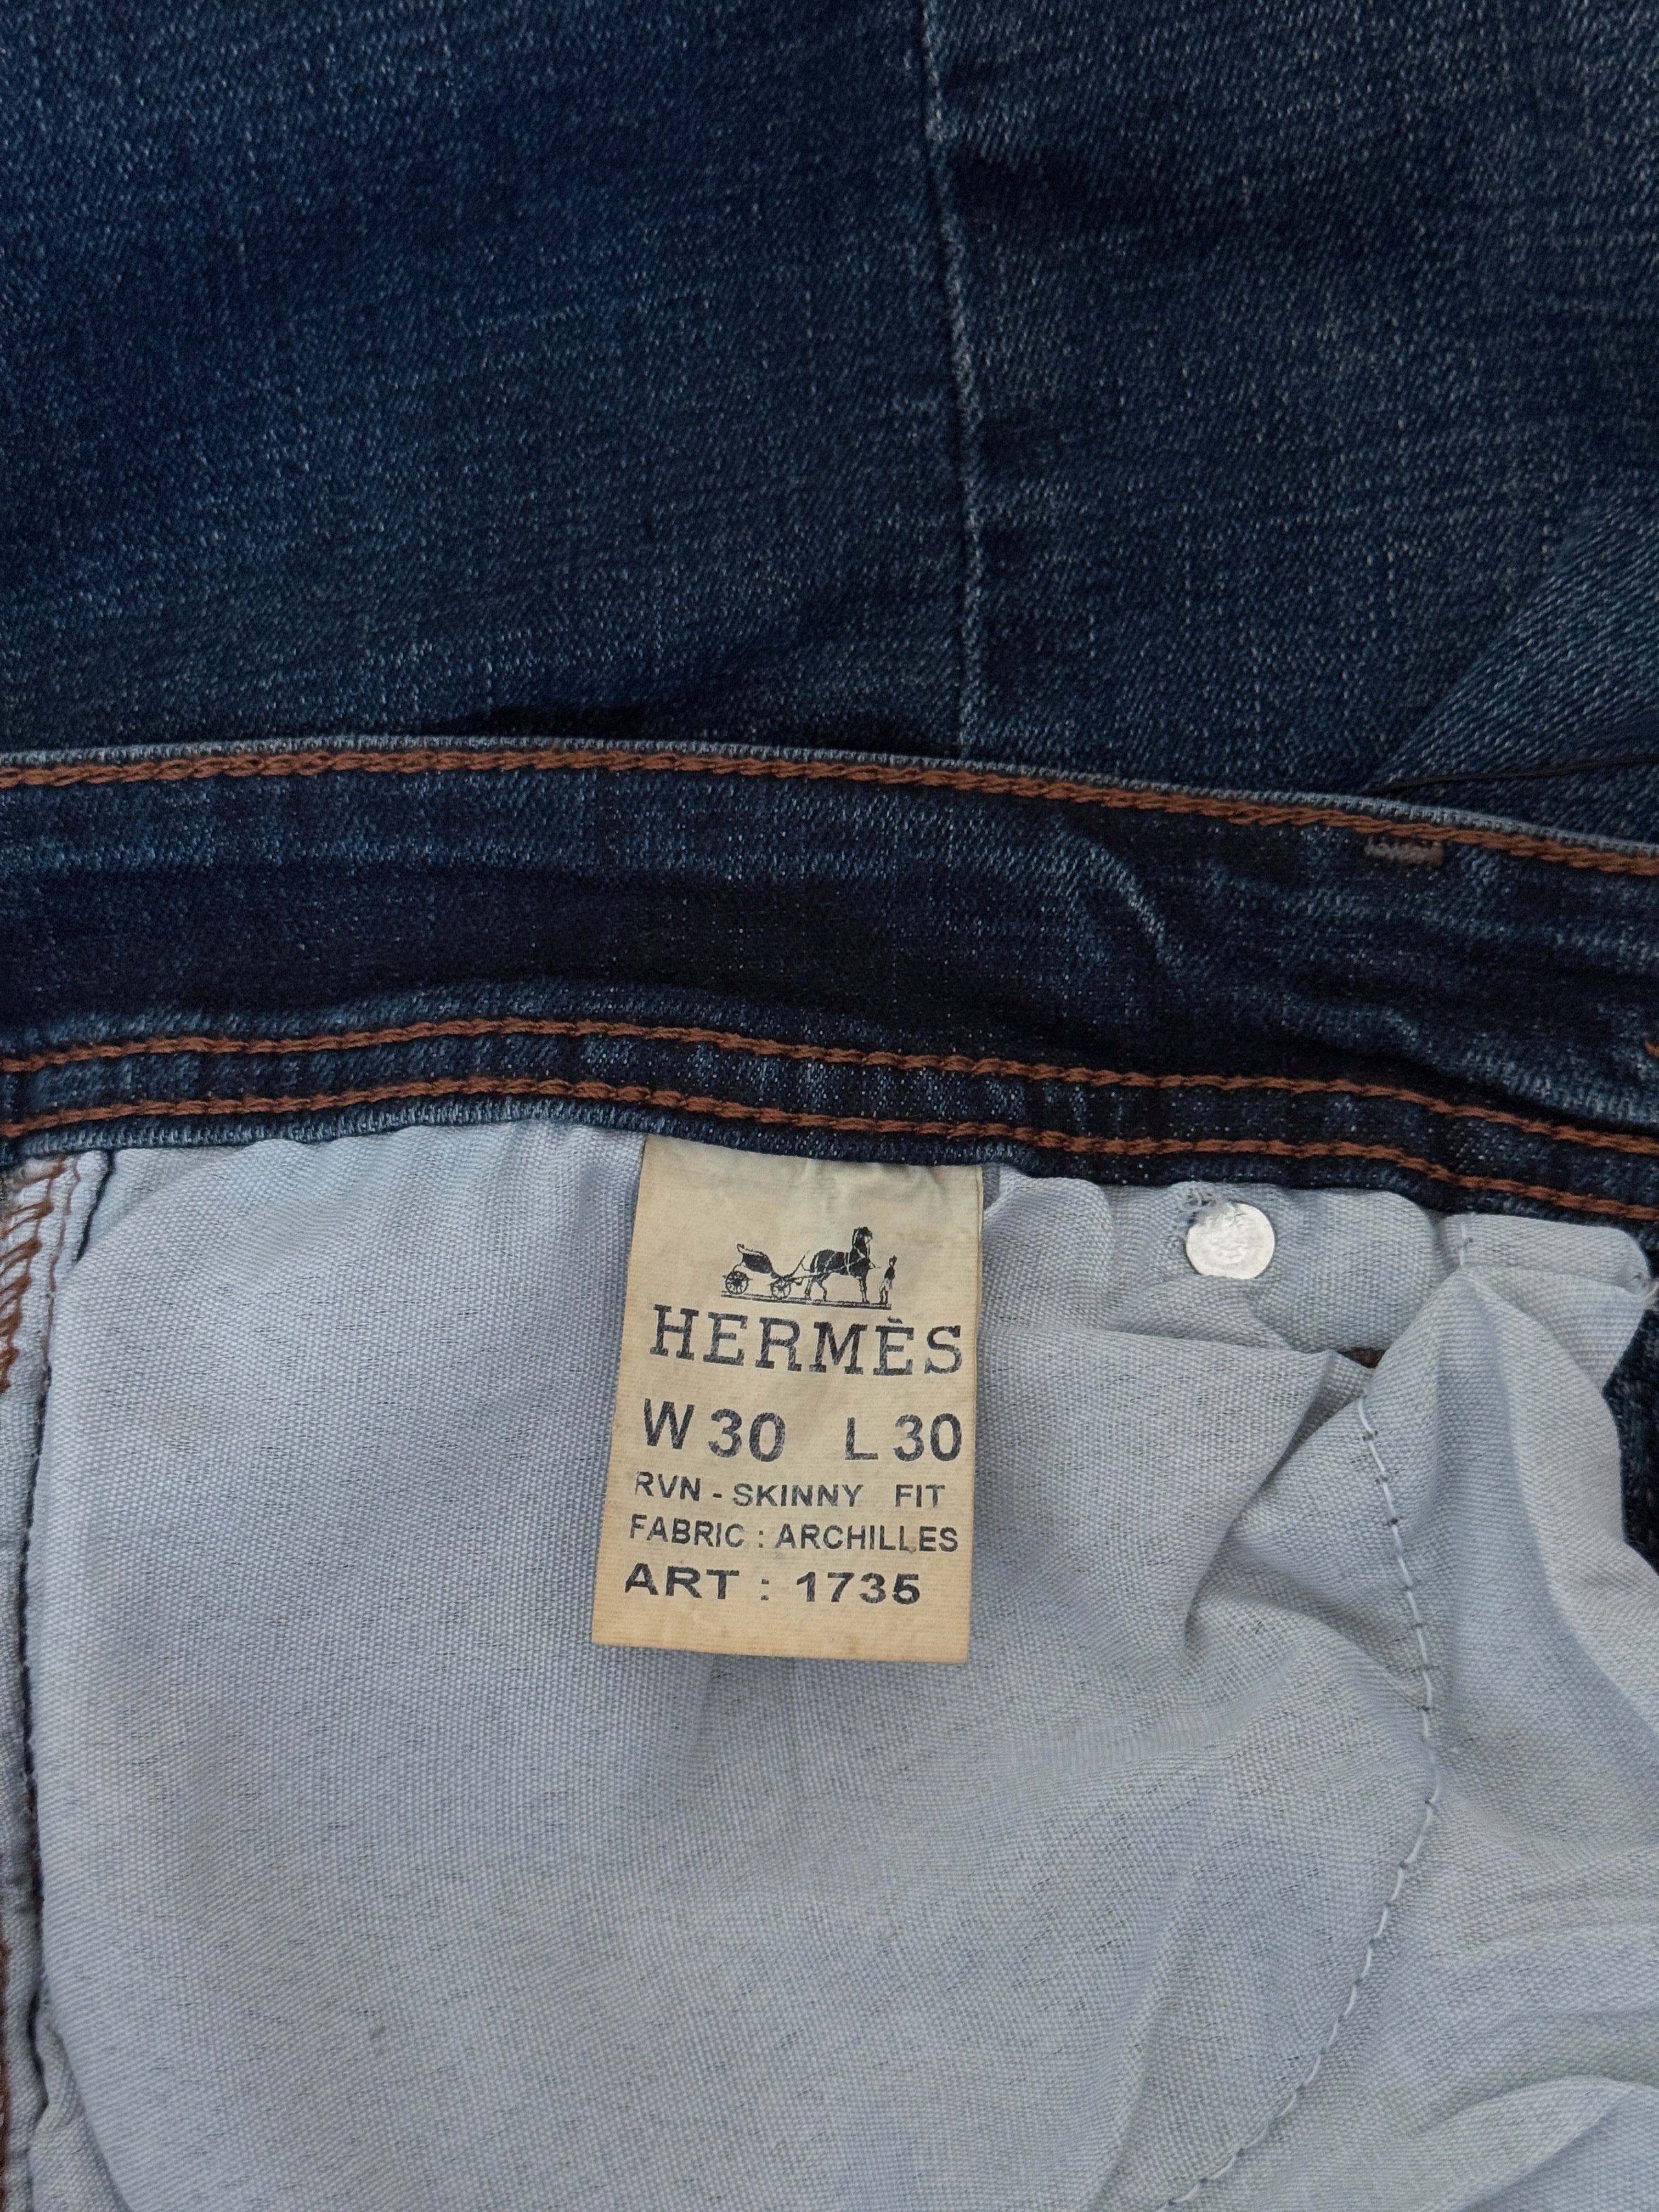 HERMÈS
W 30 L 30
RVN - SKINNY FIT
FABRIC : ARCHILLES
ART : 1735